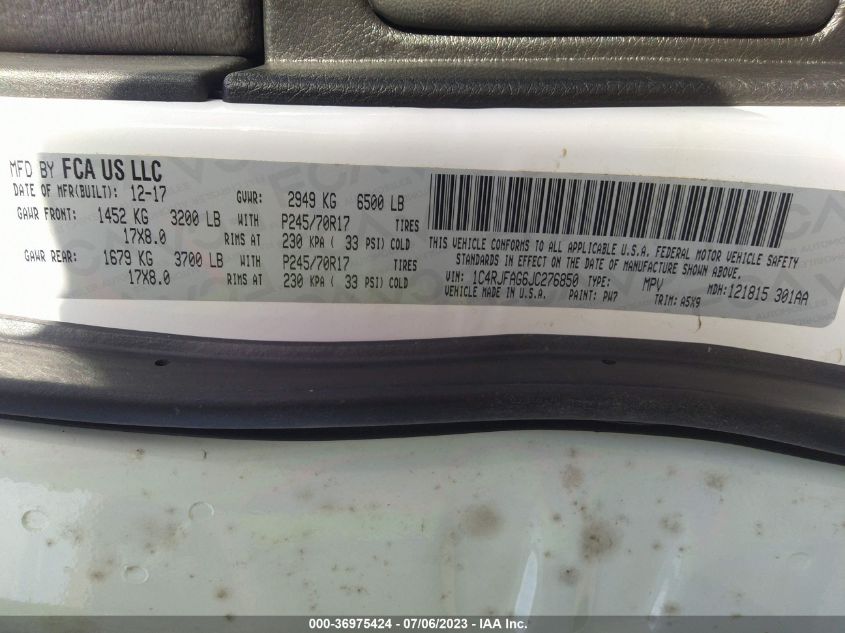 MFD BY FCA US LLC
DATE OF MFR(BUILT): 12-17 GVWR: 2949 KG 6500 LB
GAWR FRONT: 1452 KG 3200 LB WITH P245/70R17 TIRES
17X8.0 RIMS AT 230 KPA ( 33 PSI) COLD
GAWR REAR: 1679 KG 3700 LB WITH P245/70R17 TIRES
17X8.0 RIMS AT 230 KPA ( 33 PSI) COLD
THIS VEHICLE CONFORMS TO ALL APPLICABLE U.S.A. FEDERAL MOTOR VEHICLE SAFETY
STANDARDS IN EFFECT ON THE DATE OF MANUFACTURE SHOWN ABOVE.
VIN: 1C4RJFAG6JC276850 TYPE: MPV MDH: 121815 301AA
VEHICLE MADE IN U.S.A. PAINT: PW7 TRIM: A5X9
000-36975424 - 07/06/2023 - IAA Inc.